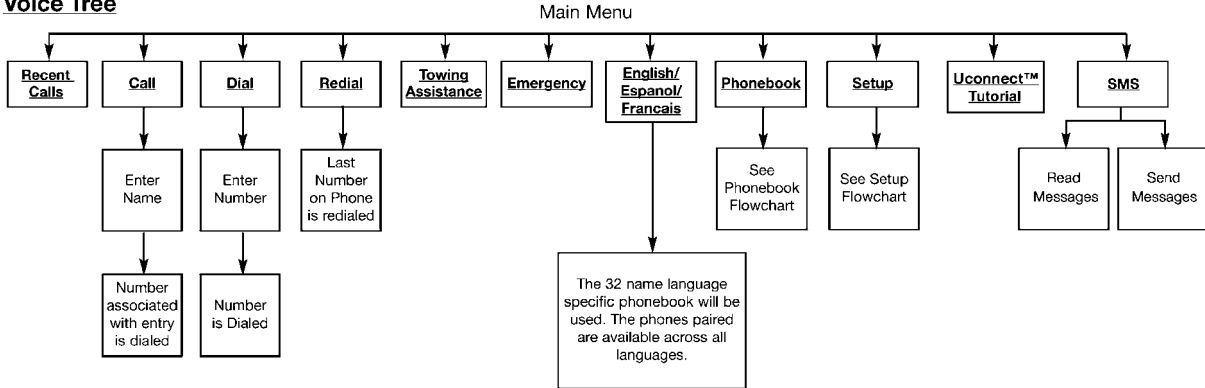 Voice Tree
Main Menu
Recent
Calls
Call
Dial
Redial
Towing
Assistance
Emergency
English/
Espanol/
Francais
Phonebook
Setup
Uconnect™
Tutorial
SMS
Enter
Name
Enter
Number
Last
Number
on Phone
is redialed
See
Phonebook
Flowchart
See Setup
Flowchart
Read
Messages
Send
Messages
Number
associated
with entry
is dialed
Number
is Dialed
The 32 name language
specific phonebook will be
used. The phones paired
are available across all
languages.